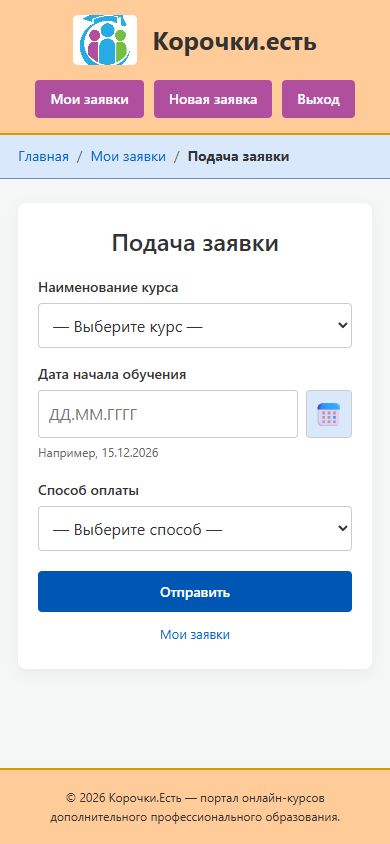 Корочки.есть
Мои заявки
Новая заявка
Выход
Главная / Мои заявки / Подача заявки
Подача заявки
Наименование курса
— Выберите курс —
Дата начала обучения
ДД.ММ.ГГГГ
Например, 15.12.2026
Способ оплаты
— Выберите способ —
Отправить
Мои заявки
© 2026 Корочки.Есть — портал онлайн-курсов
дополнительного профессионального образования.